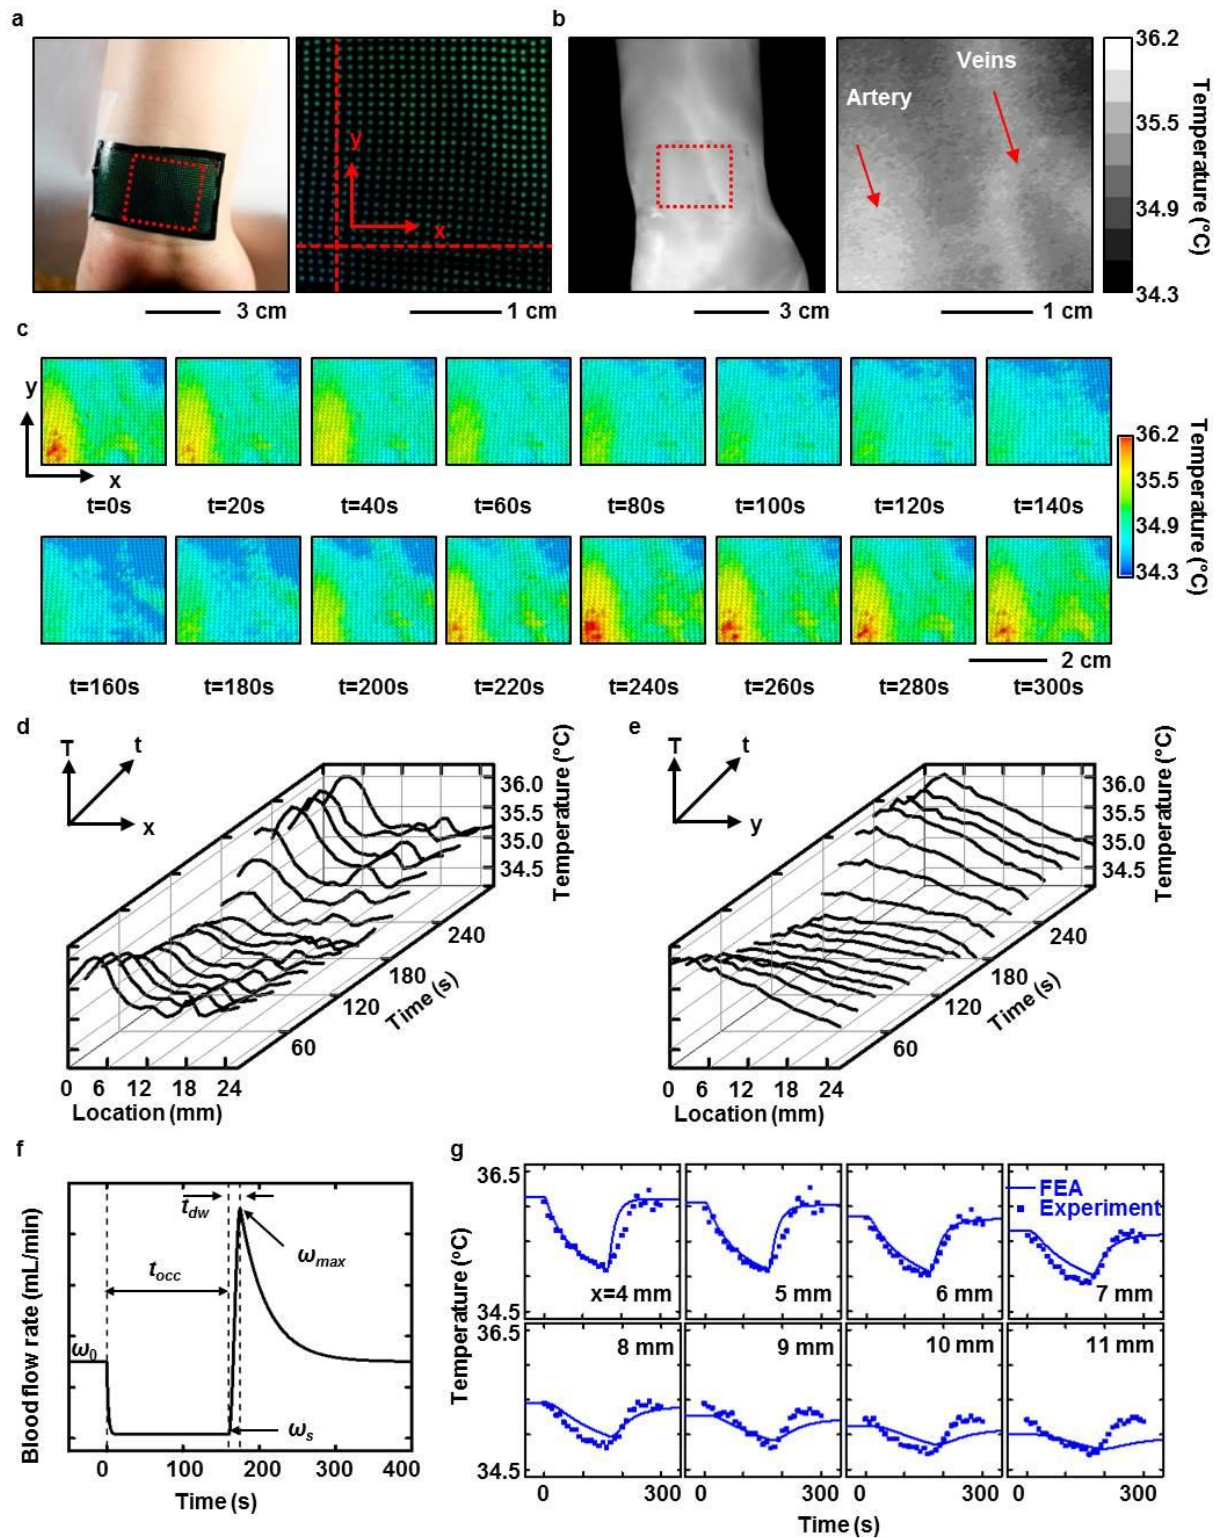 a
b
y
x
Artery
Veins
36.2
35.5
34.9
34.3
Temperature (°C)
3 cm
1 cm
3 cm
1 cm
c
y
x
t=0s t=20s t=40s t=60s t=80s t=100s t=120s t=140s
36.2
35.5
34.9
34.3
Temperature (°C)
2 cm
t=160s t=180s t=200s t=220s t=240s t=260s t=280s t=300s
d
T
t
x
36.0
35.5
35.0
34.5
Temperature (°C)
240
180
120
60
Time (s)
0 6 12 18 24
Location (mm)
e
T
t
y
36.0
35.5
35.0
34.5
Temperature (°C)
240
180
120
60
Time (s)
0 6 12 18 24
Location (mm)
f
Blood flow rate (mL/min)
t_dw
ω_max
t_occ
ω_0
ω_s
0 100 200 300 400
Time (s)
g
Temperature (°C)
36.5
34.5
FEA
Experiment
x=4 mm 5 mm 6 mm 7 mm
36.5
34.5
8 mm 9 mm 10 mm 11 mm
0 300 0 300 0 300 0 300
Time (s)